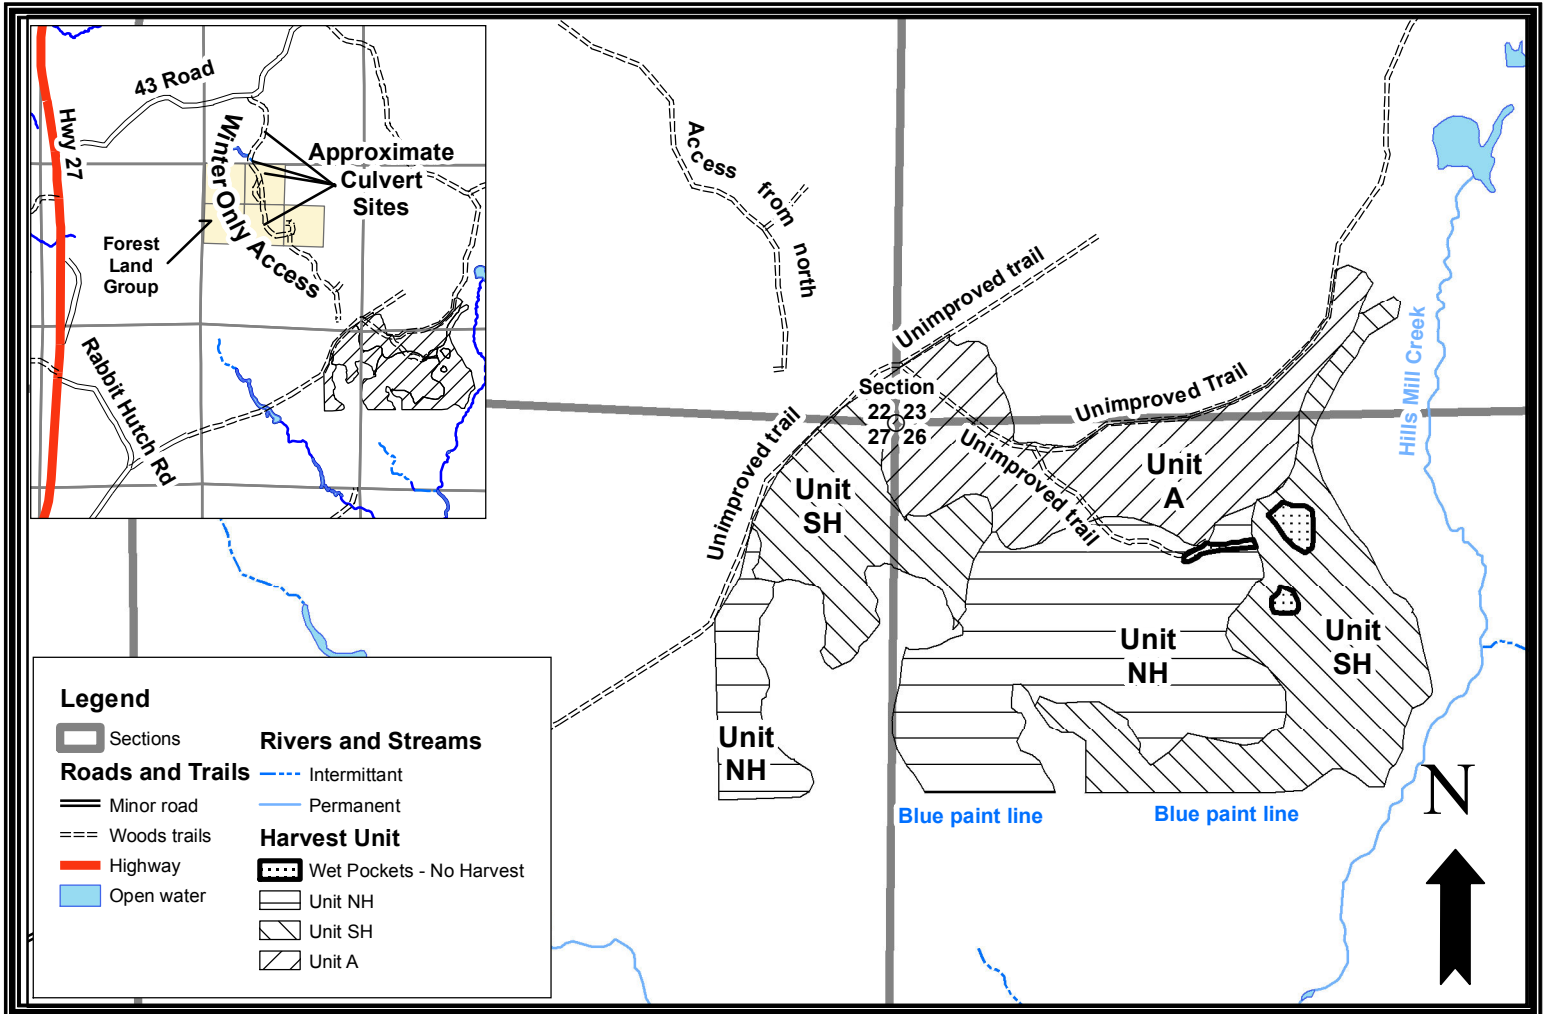 43 Road
Hwy 27
Winter Only Access
Approximate
Culvert
Sites
Forest
Land
Group
Rabbit Hutch Rd
Access from north
Unimproved trail
Unimproved trail
Unimproved Trail
Unimproved trail
Section
22 23
27 26
Unit
A
Unit
SH
Unit
NH
Unit
SH
Unit
NH
Hills Mill Creek
Blue paint line
Blue paint line
N
Legend
Sections
Roads and Trails
Minor road
Woods trails
Highway
Open water
Rivers and Streams
Intermittant
Permanent
Harvest Unit
Wet Pockets - No Harvest
Unit NH
Unit SH
Unit A